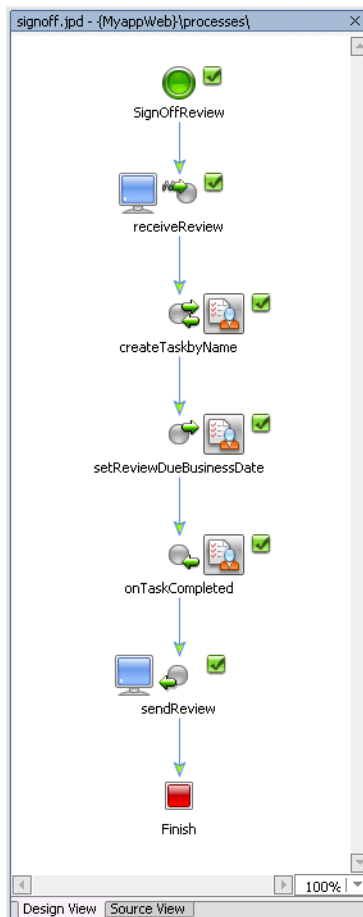 signoff.jpd - {MyappWeb}\processes\
SignOffReview
receiveReview
createTaskbyName
setReviewDueBusinessDate
onTaskCompleted
sendReview
Finish
100%
Design View Source View